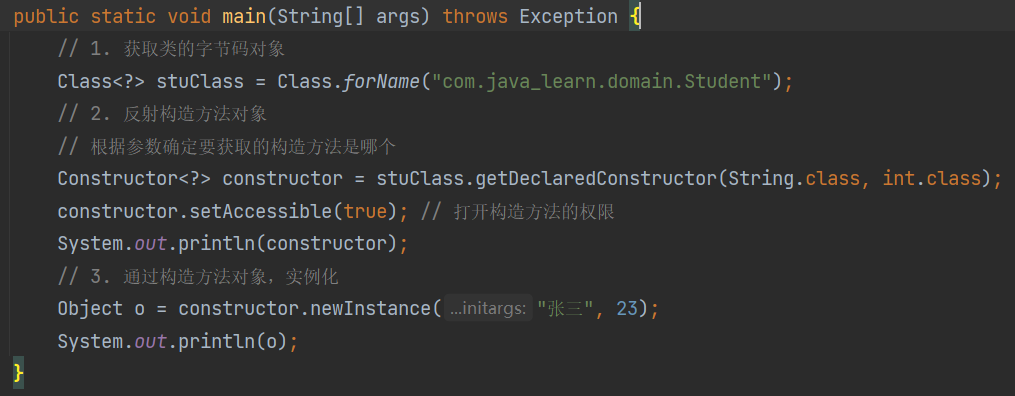 public static void main(String[] args) throws Exception {
// 1. 获取类的字节码对象
Class<?> stuClass = Class.forName("com.java_learn.domain.Student");
// 2. 反射构造方法对象
// 根据参数确定要获取的构造方法是哪个
Constructor<?> constructor = stuClass.getDeclaredConstructor(String.class, int.class);
constructor.setAccessible(true); // 打开构造方法的权限
System.out.println(constructor);
// 3. 通过构造方法对象，实例化
Object o = constructor.newInstance( ...initargs: "张三", 23);
System.out.println(o);
}